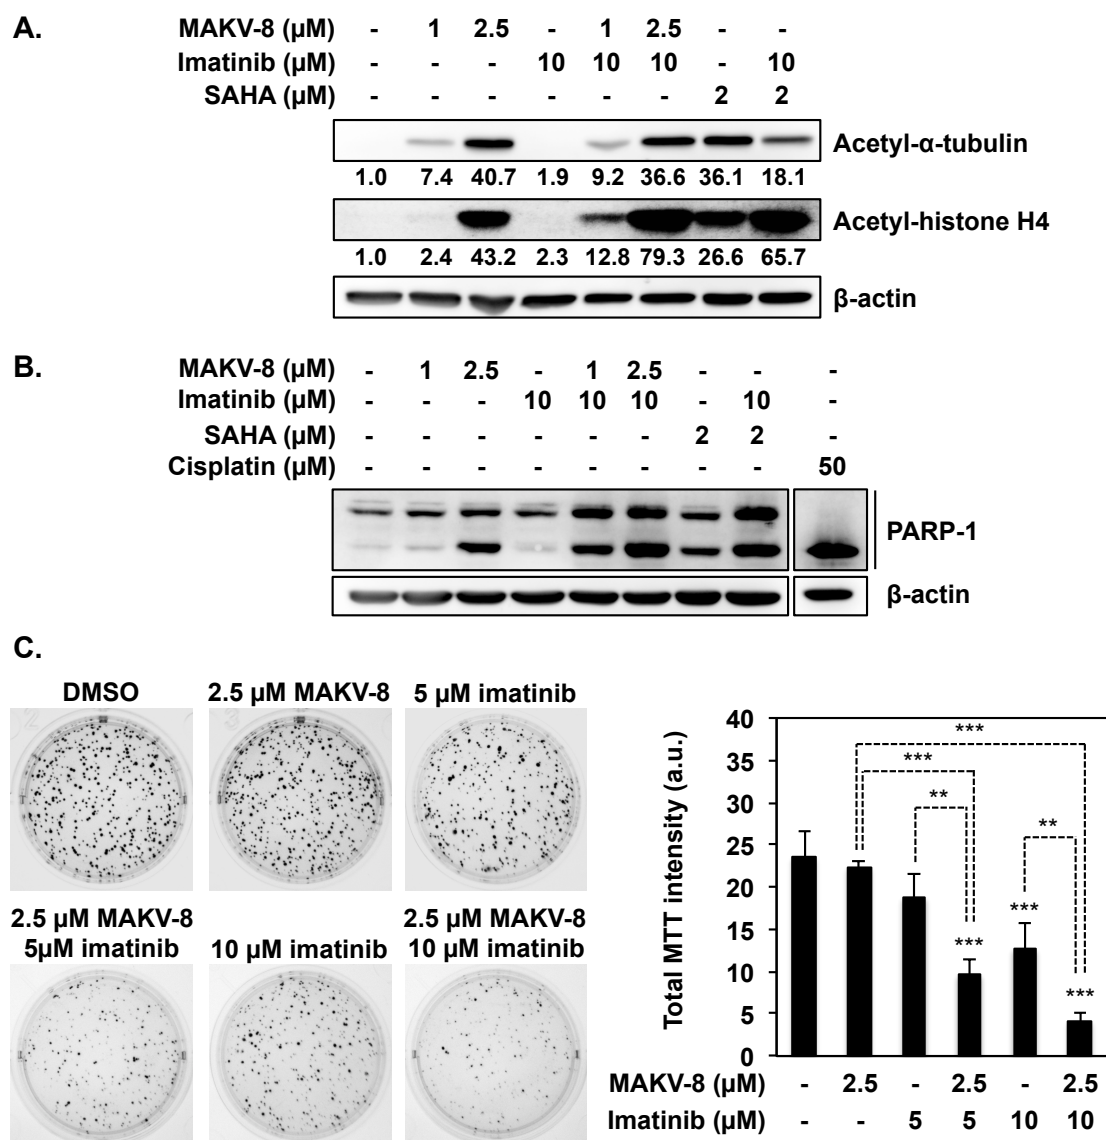 A.
MAKV-8 (µM) - 1 2.5 - 1 2.5 - -
Imatinib (µM) - - - 10 10 10 - 10
SAHA (µM) - - - - - - 2 2
Acetyl-α-tubulin
1.0 7.4 40.7 1.9 9.2 36.6 36.1 18.1
Acetyl-histone H4
1.0 2.4 43.2 2.3 12.8 79.3 26.6 65.7
β-actin
B.
MAKV-8 (µM) - 1 2.5 - 1 2.5 - - -
Imatinib (µM) - - - 10 10 10 - 10 -
SAHA (µM) - - - - - - 2 2 -
Cisplatin (µM) - - - - - - - - 50
PARP-1
β-actin
C.
DMSO
2.5 µM MAKV-8
5 µM imatinib
2.5 µM MAKV-8
5µM imatinib
10 µM imatinib
2.5 µM MAKV-8
10 µM imatinib
Total MTT intensity (a.u.)
40
35
30
25
20
15
10
5
0
***
***
**
**
***
***
***
MAKV-8 (µM) - 2.5 - 2.5 - 2.5
Imatinib (µM) - - 5 5 10 10